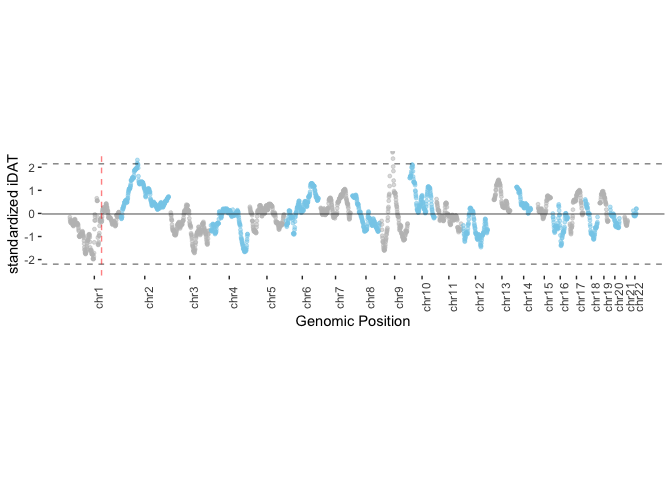 standardized iDAT
2
1
0
-1
-2
chr1
chr2
chr3
chr4
chr5
chr6
chr7
chr8
chr9
chr10
chr11
chr12
chr13
chr14
chr15
chr16
chr17
chr18
chr19
chr20
chr21
chr22
Genomic Position